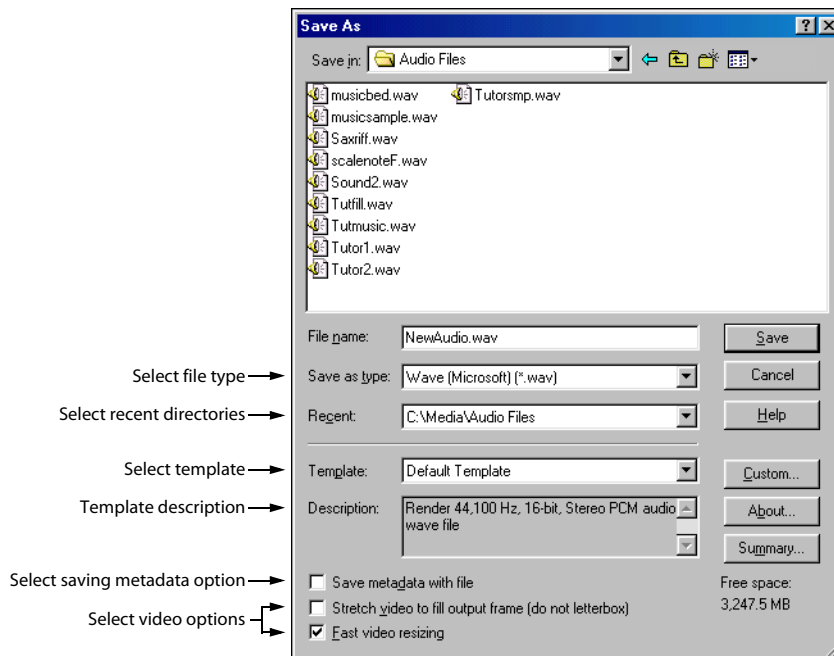 Save As
Save in: Audio Files
musicbed.wav Tutorsmp.wav
musicsample.wav
Saxriff.wav
scalenoteF.wav
Sound2.wav
Tutfill.wav
Tutmusic.wav
Tutor1.wav
Tutor2.wav
File name: NewAudio.wav Save
Select file type Save as type: Wave (Microsoft) (*.wav) Cancel
Select recent directories Recent: C:\Media\Audio Files Help
Select template Template: Default Template Custom...
Template description Description: Render 44,100 Hz, 16-bit, Stereo PCM audio About...
wave file
Summary...
Select saving metadata option Save metadata with file Free space:
Stretch video to fill output frame (do not letterbox) 3,247.5 MB
Select video options
Fast video resizing